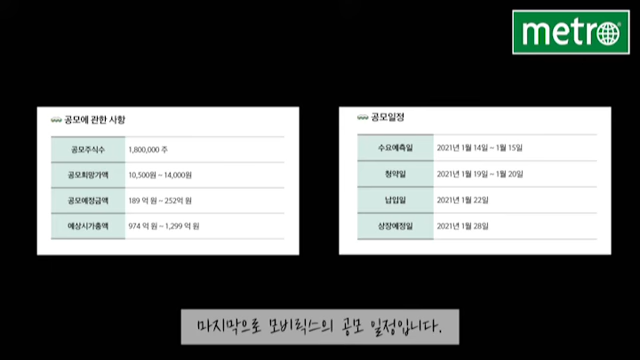 metro
공모에 관한 사항
공모주식수 1,800,000 주
공모희망가액 10,500원 ~ 14,000원
공모예정금액 189 억 원 ~ 252억 원
예상시가총액 974 억 원 ~ 1,299 억 원
공모일정
수요예측일 2021년 1월 14일 ~ 1월 15일
청약일 2021년 1월 19일 ~ 1월 20일
납입일 2021년 1월 22일
상장예정일 2021년 1월 28일
마지막으로 모비릭스의 공모 일정입니다.